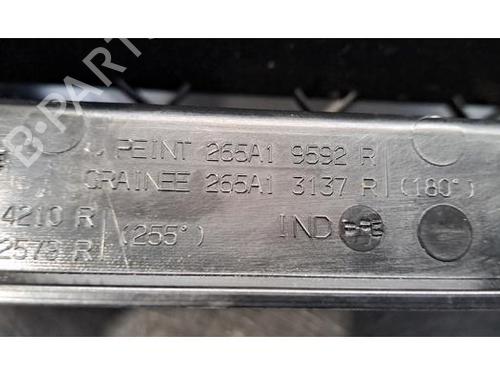 B-PARTS
PEINT 265A1 9592 R
GRAINEE 265A1 3137 R (180°)
4210 R
2573 R (255°)
IND